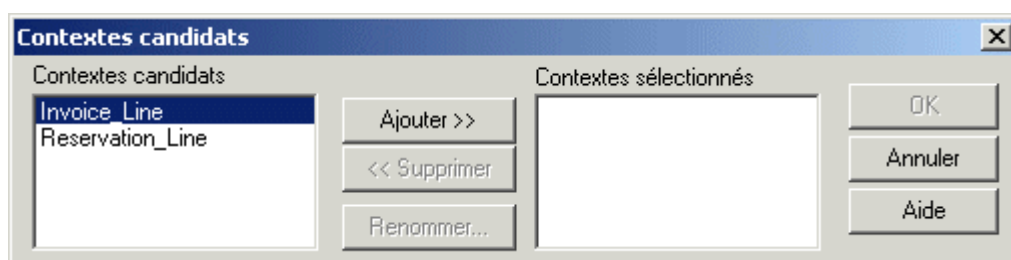 Contextes candidats
Contextes candidats
Invoice_Line
Reservation_Line
Ajouter >>
<< Supprimer
Renommer...
Contextes sélectionnés
OK
Annuler
Aide